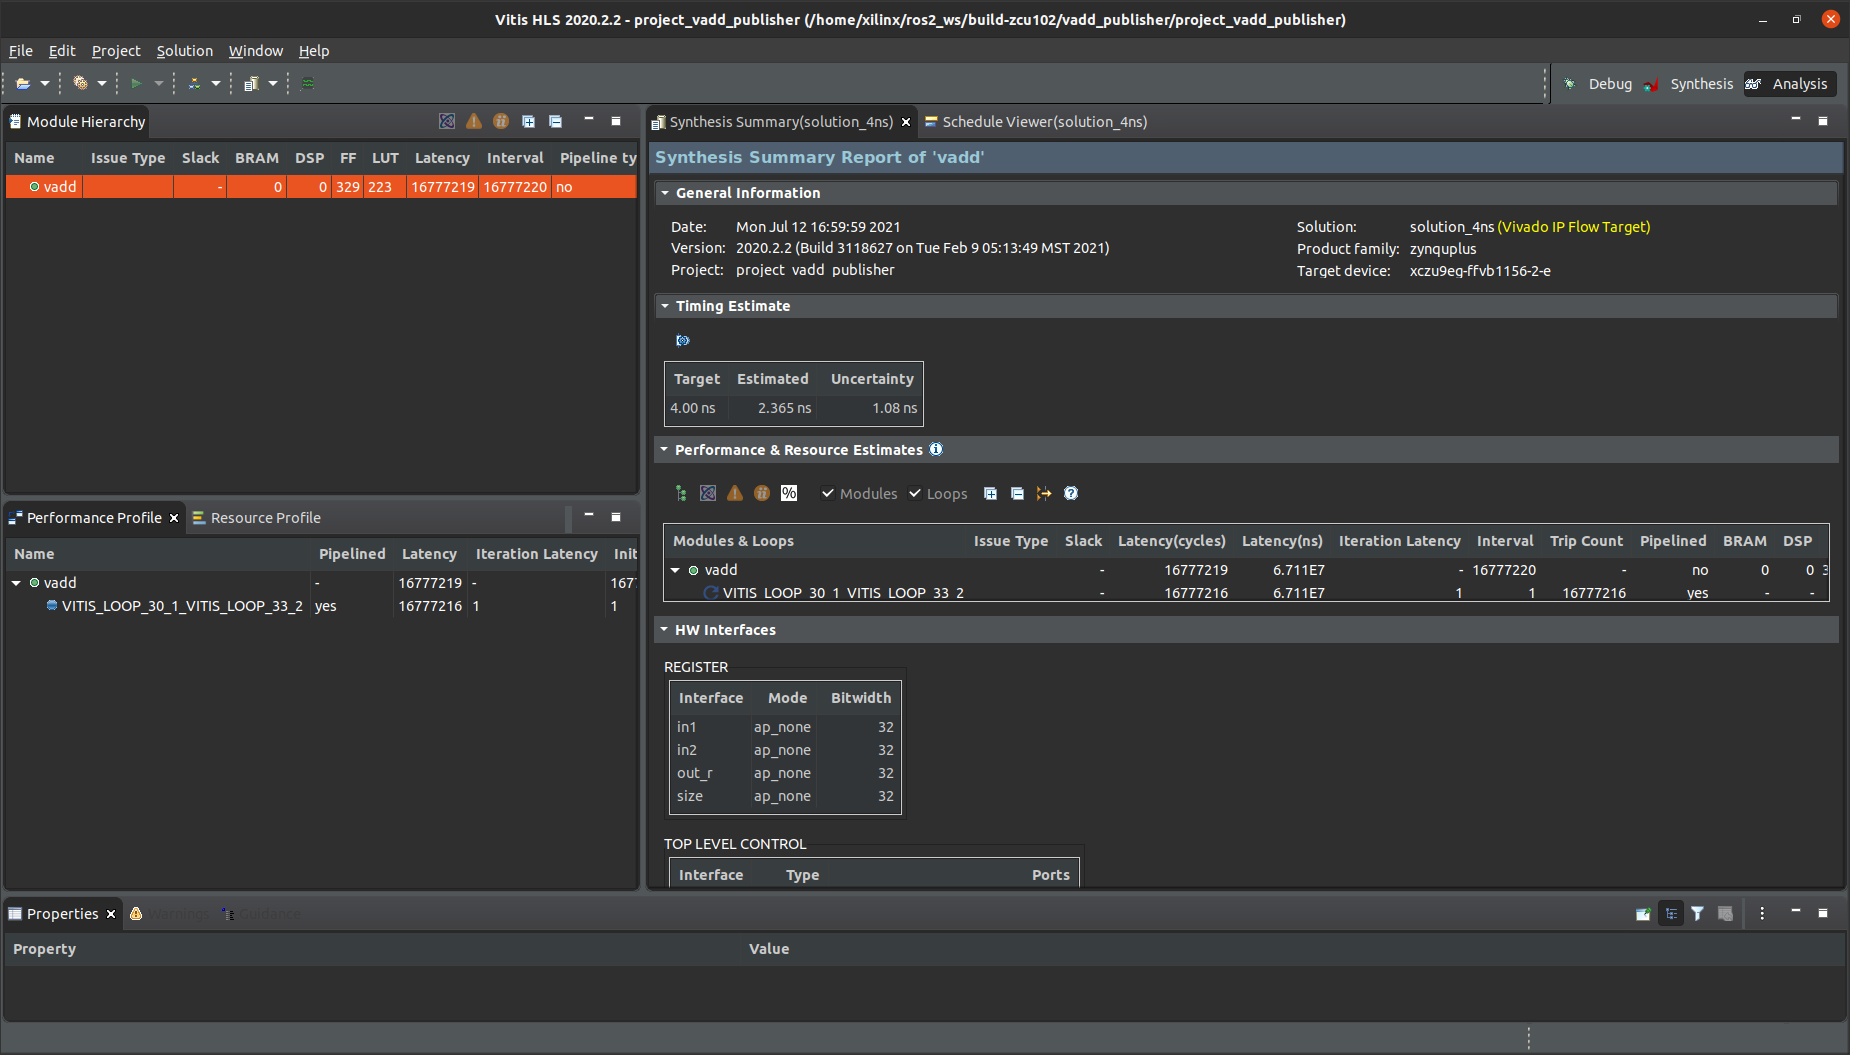 Vitis HLS 2020.2.2 - project_vadd_publisher (/home/xilinx/ros2_ws/build-zcu102/vadd_publisher/project_vadd_publisher)
File Edit Project Solution Window Help
Debug Synthesis Analysis
Module Hierarchy
Name Issue Type Slack BRAM DSP FF LUT Latency Interval Pipeline ty
vadd - 0 0 329 223 16777219 16777220 no
Performance Profile Resource Profile
Name Pipelined Latency Iteration Latency Init
vadd - 16777219 - 1677
VITIS_LOOP_30_1_VITIS_LOOP_33_2 yes 16777216 1 1
Synthesis Summary(solution_4ns) Schedule Viewer(solution_4ns)
Synthesis Summary Report of 'vadd'
General Information
Date: Mon Jul 12 16:59:59 2021
Version: 2020.2.2 (Build 3118627 on Tue Feb 9 05:13:49 MST 2021)
Project: project_vadd_publisher
Solution: solution_4ns (Vivado IP Flow Target)
Product family: zynquplus
Target device: xczu9eg-ffvb1156-2-e
Timing Estimate
Target Estimated Uncertainty
4.00 ns 2.365 ns 1.08 ns
Performance & Resource Estimates
% Modules Loops
Modules & Loops Issue Type Slack Latency(cycles) Latency(ns) Iteration Latency Interval Trip Count Pipelined BRAM DSP
vadd - 16777219 6.711E7 - 16777220 - no 0 0 3
VITIS_LOOP_30_1_VITIS_LOOP_33_2 - 16777216 6.711E7 1 1 16777216 yes - -
HW Interfaces
REGISTER
Interface Mode Bitwidth
in1 ap_none 32
in2 ap_none 32
out_r ap_none 32
size ap_none 32
TOP LEVEL CONTROL
Interface Type Ports
Properties Warnings Guidance
Property Value